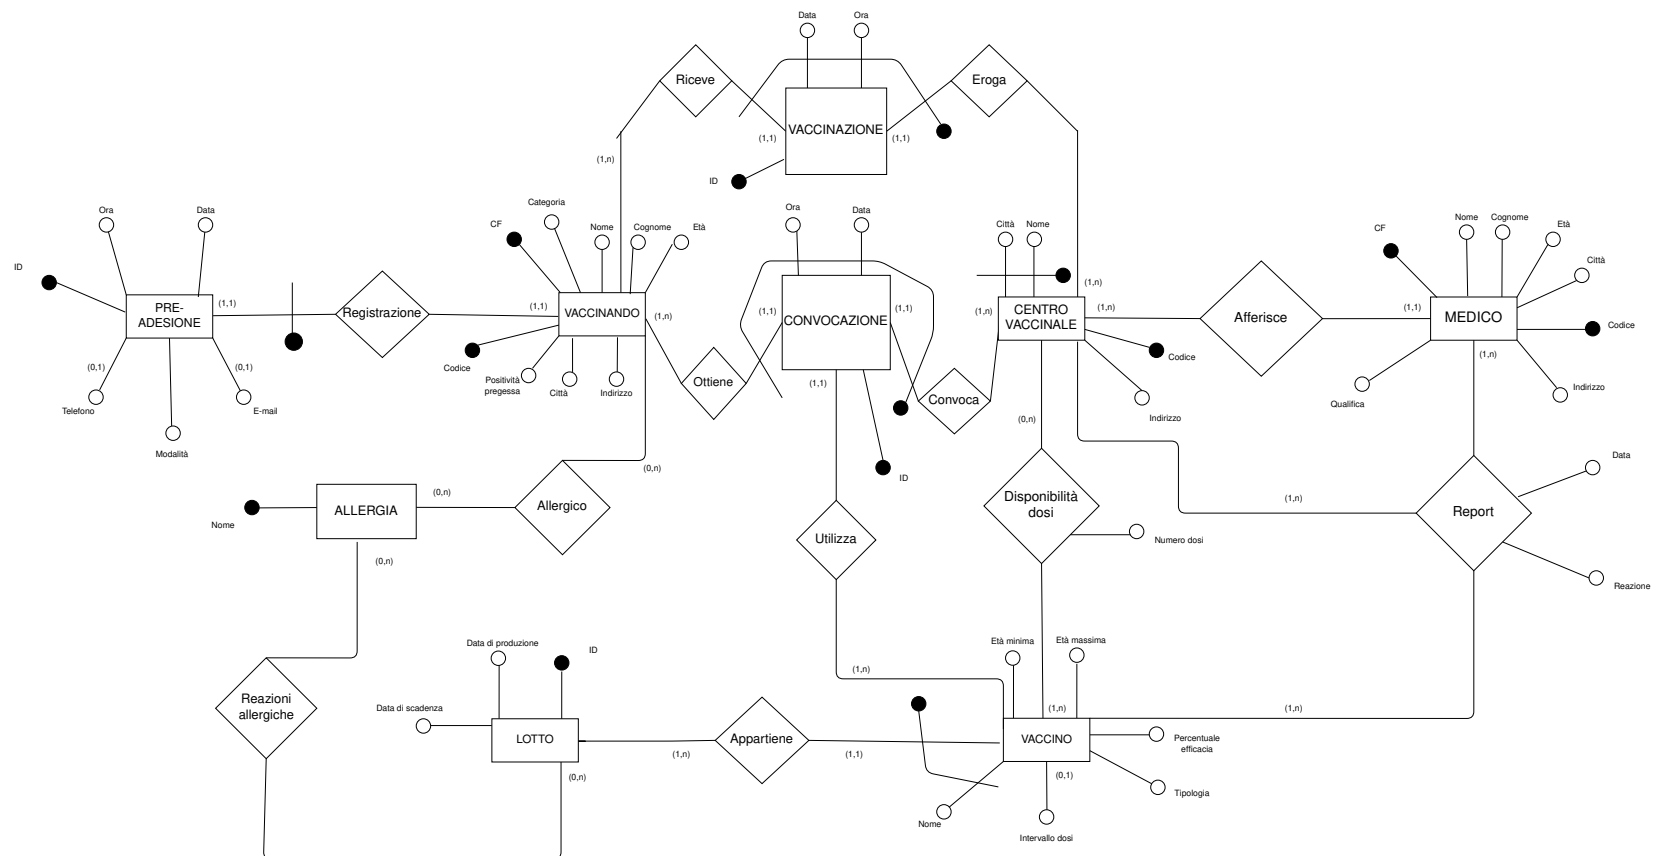 Data
Ora
Riceve
Eroga
VACCINAZIONE
(1,1)
(1,1)
(1,n)
ID
Ora
Data
ID
PRE-
ADESIONE
(1,1)
(0,1)
(0,1)
Telefono
E-mail
Modalità
Registrazione
Categoria
CF
Nome
Cognome
Età
(1,1)
VACCINANDO
(1,n)
Codice
Positività
pregessa
Città
Indirizzo
(0,n)
Ottiene
Ora
Data
(1,1)
CONVOCAZIONE
(1,1)
(1,1)
ID
Convoca
Città
Nome
(1,n)
(1,n)
CENTRO
VACCINALE
(1,n)
Codice
Indirizzo
(0,n)
Afferisce
CF
Nome
Cognome
Età
Città
(1,1)
MEDICO
Codice
(1,n)
Qualifica
Indirizzo
Nome
ALLERGIA
(0,n)
(0,n)
Allergico
Utilizza
Disponibilità
dosi
Numero dosi
(1,n)
Report
Data
Reazione
Reazioni
allergiche
Data di produzione
ID
Data di scadenza
LOTTO
(0,n)
(1,n)
Appartiene
(1,1)
(1,n)
Età minima
Età massima
(1,n)
(1,n)
VACCINO
(0,1)
Percentuale
efficacia
Tipologia
Nome
Intervallo dosi